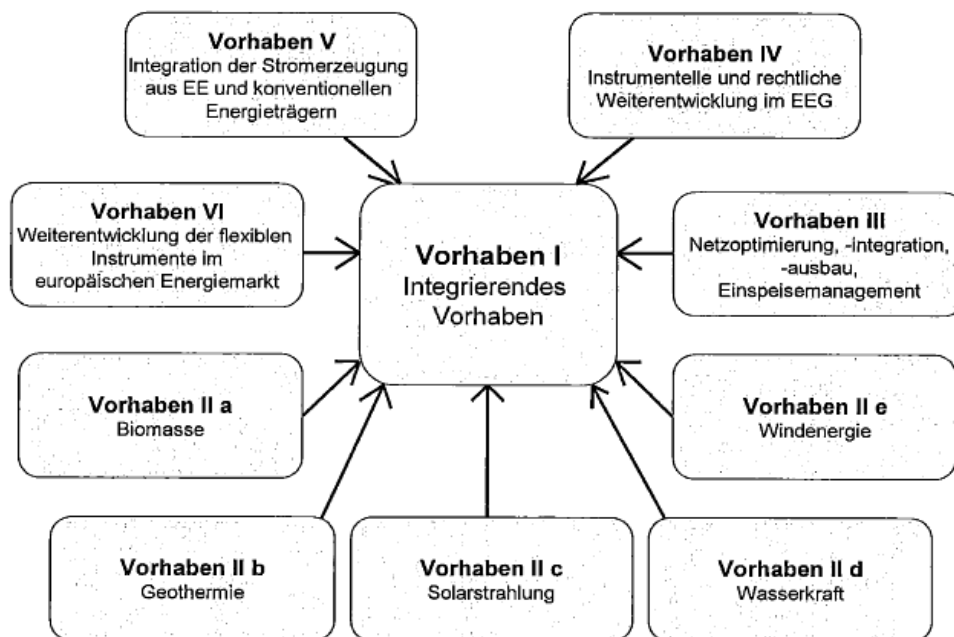 Vorhaben V
Integration der Stromerzeugung
aus EE und konventionellen
Energieträgern
Vorhaben IV
Instrumentelle und rechtliche
Weiterentwicklung im EEG
Vorhaben VI
Weiterentwicklung der flexiblen
Instrumente im
europäischen Energiemarkt
Vorhaben I
Integrierendes
Vorhaben
Vorhaben III
Netzoptimierung, -integration,
-ausbau,
Einspeisemanagement
Vorhaben II a
Biomasse
Vorhaben II e
Windenergie
Vorhaben II b
Geothermie
Vorhaben II c
Solarstrahlung
Vorhaben II d
Wasserkraft